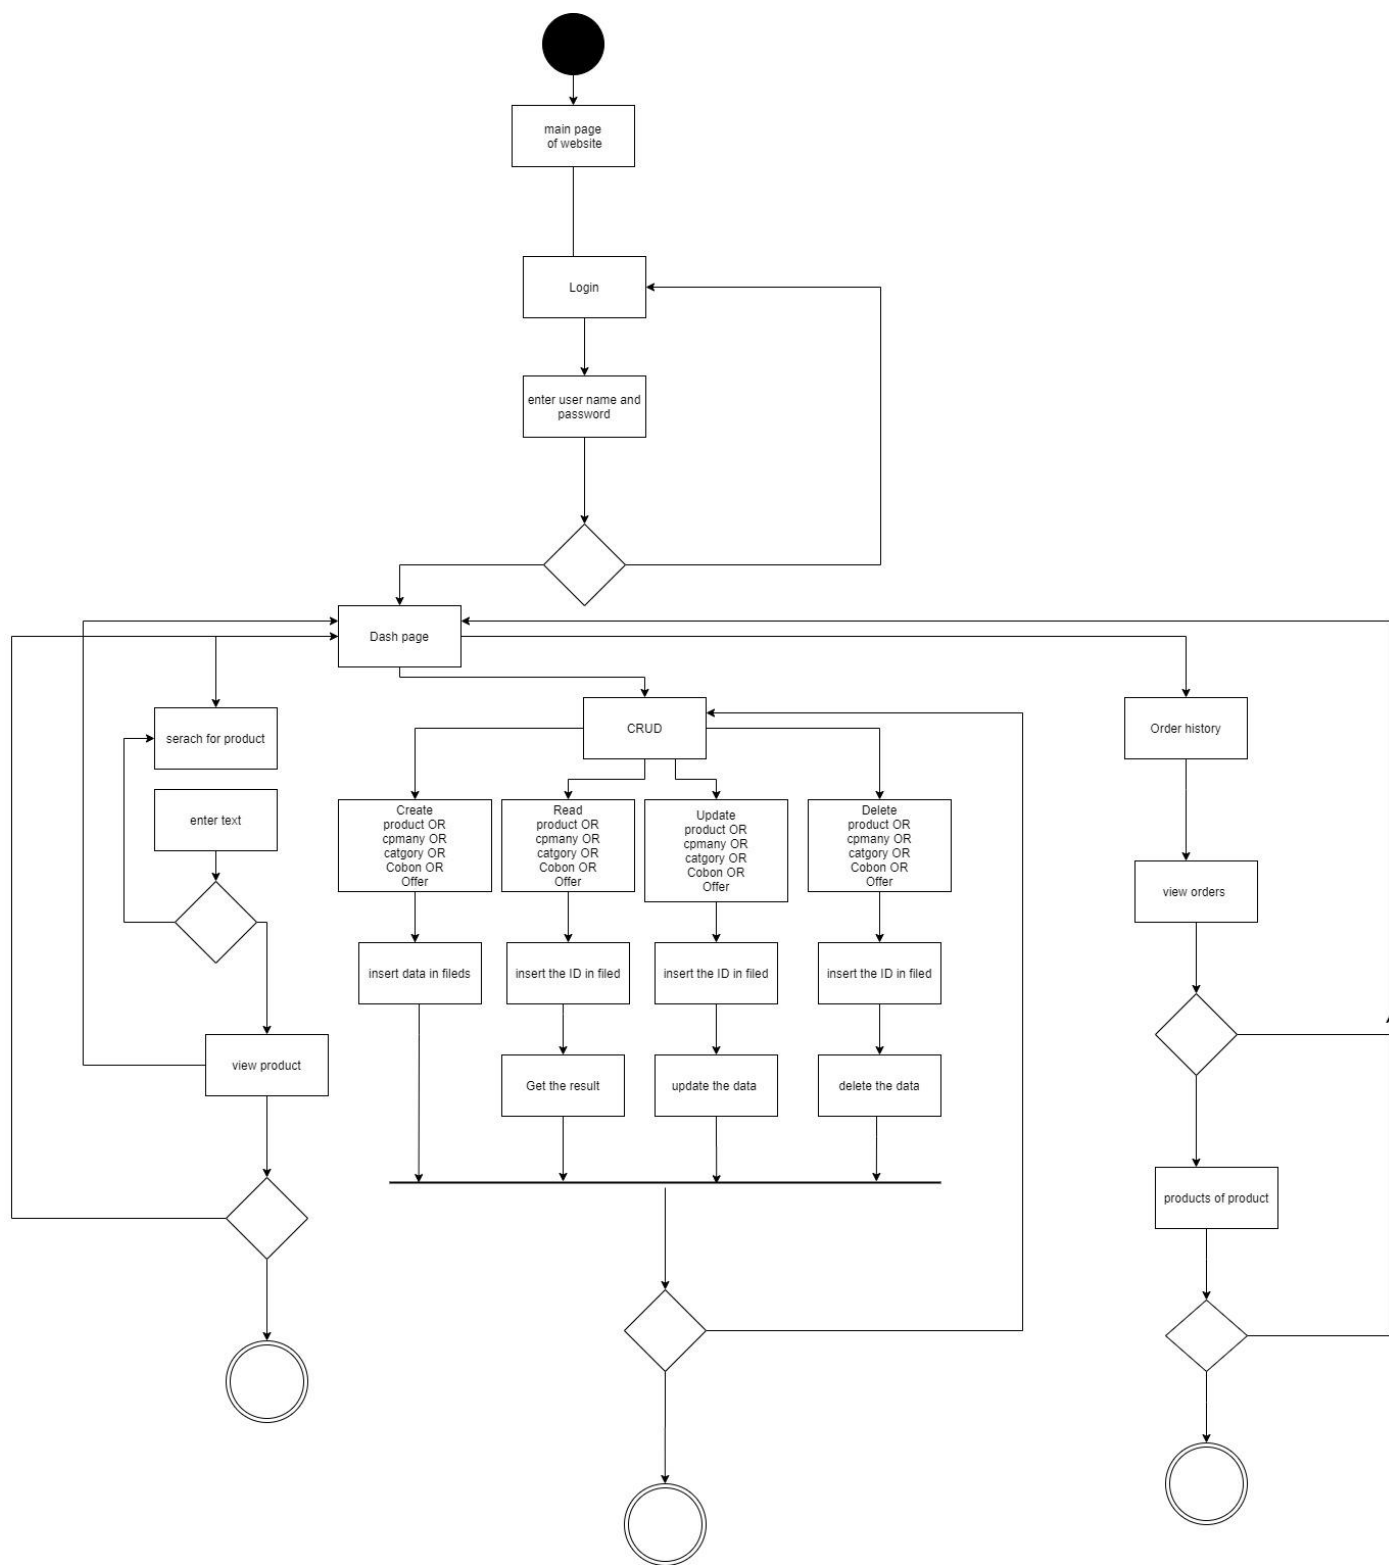 main page
of website
Login
enter user name and
password
Dash page
serach for product
enter text
view product
CRUD
Create
product OR
cpmany OR
catgory OR
Cobon OR
Offer
Read
product OR
cpmany OR
catgory OR
Cobon OR
Offer
Update
product OR
cpmany OR
catgory OR
Cobon OR
Offer
Delete
product OR
cpmany OR
catgory OR
Cobon OR
Offer
insert data in fileds
insert the ID in filed
insert the ID in filed
insert the ID in filed
Get the result
update the data
delete the data
Order history
view orders
products of product